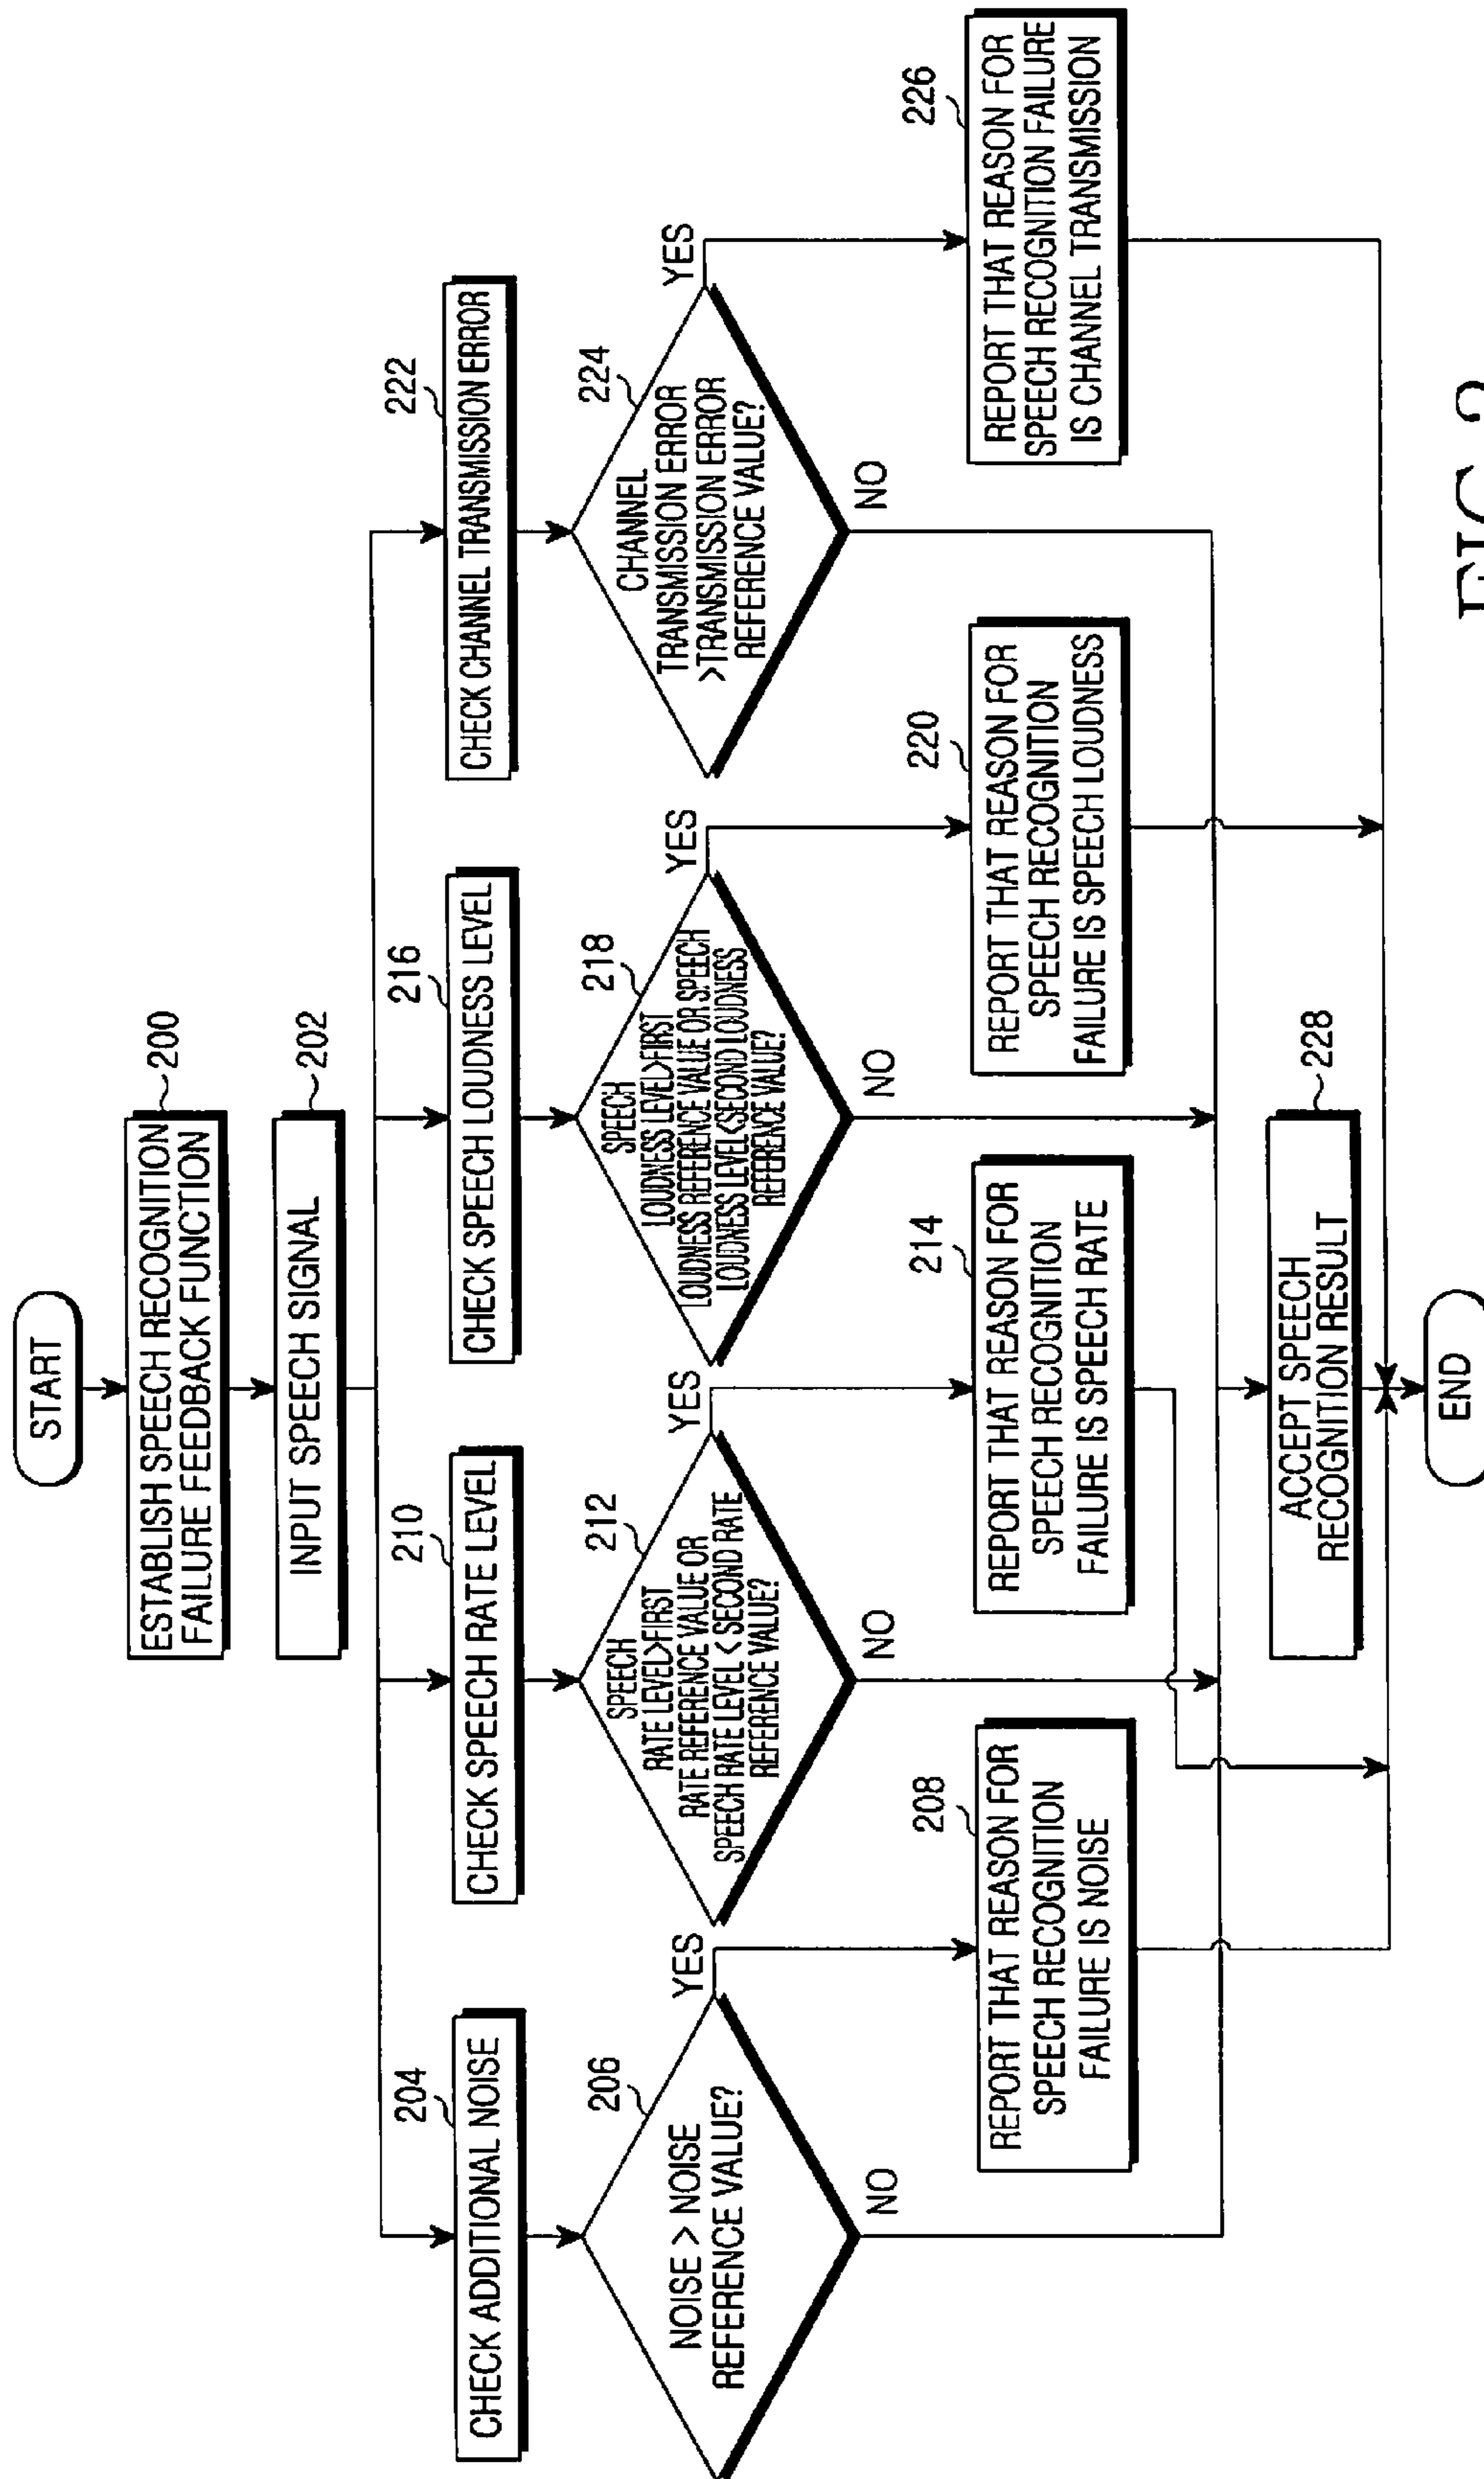 START
ESTABLISH SPEECH RECOGNITION
FAILURE FEEDBACK FUNCTION
200
INPUT SPEECH SIGNAL
202
204
CHECK ADDITIONAL NOISE
210
CHECK SPEECH RATE LEVEL
216
CHECK SPEECH LOUDNESS LEVEL
222
CHECK CHANNEL TRANSMISSION ERROR
206
NOISE > NOISE
REFERENCE VALUE?
YES
NO
212
SPEECH
RATE LEVEL>FIRST
RATE REFERENCE VALUE OR
SPEECH RATE LEVEL < SECOND RATE
REFERENCE VALUE?
YES
NO
218
SPEECH
LOUDNESS LEVEL>FIRST
LOUDNESS REFERENCE VALUE OR SPEECH
LOUDNESS LEVEL<SECOND LOUDNESS
REFERENCE VALUE?
YES
NO
224
CHANNEL
TRANSMISSION ERROR
>TRANSMISSION ERROR
REFERENCE VALUE?
YES
NO
208
REPORT THAT REASON FOR
SPEECH RECOGNITION
FAILURE IS NOISE
214
REPORT THAT REASON FOR
SPEECH RECOGNITION
FAILURE IS SPEECH RATE
220
REPORT THAT REASON FOR
SPEECH RECOGNITION
FAILURE IS SPEECH LOUDNESS
226
REPORT THAT REASON FOR
SPEECH RECOGNITION FAILURE
IS CHANNEL TRANSMISSION
ACCEPT SPEECH
RECOGNITION RESULT
228
END